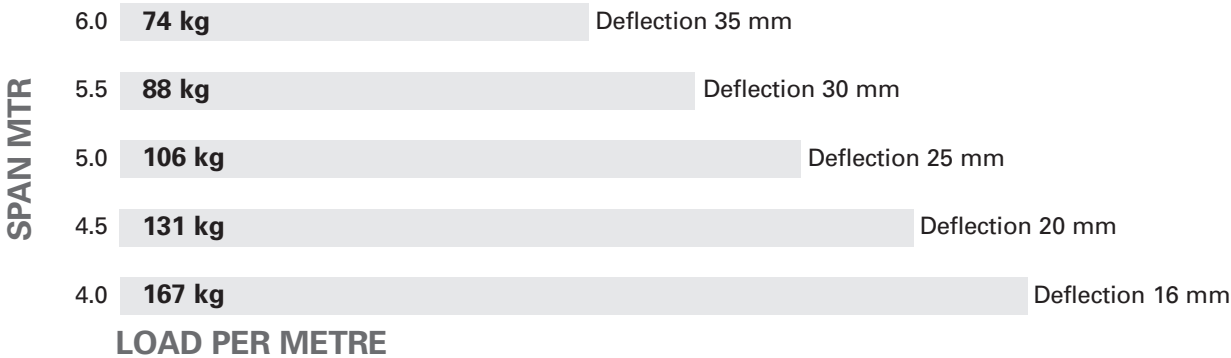 6.0 74 kg Deflection 35 mm
5.5 88 kg Deflection 30 mm
5.0 106 kg Deflection 25 mm
4.5 131 kg Deflection 20 mm
4.0 167 kg Deflection 16 mm
SPAN MTR
LOAD PER METRE